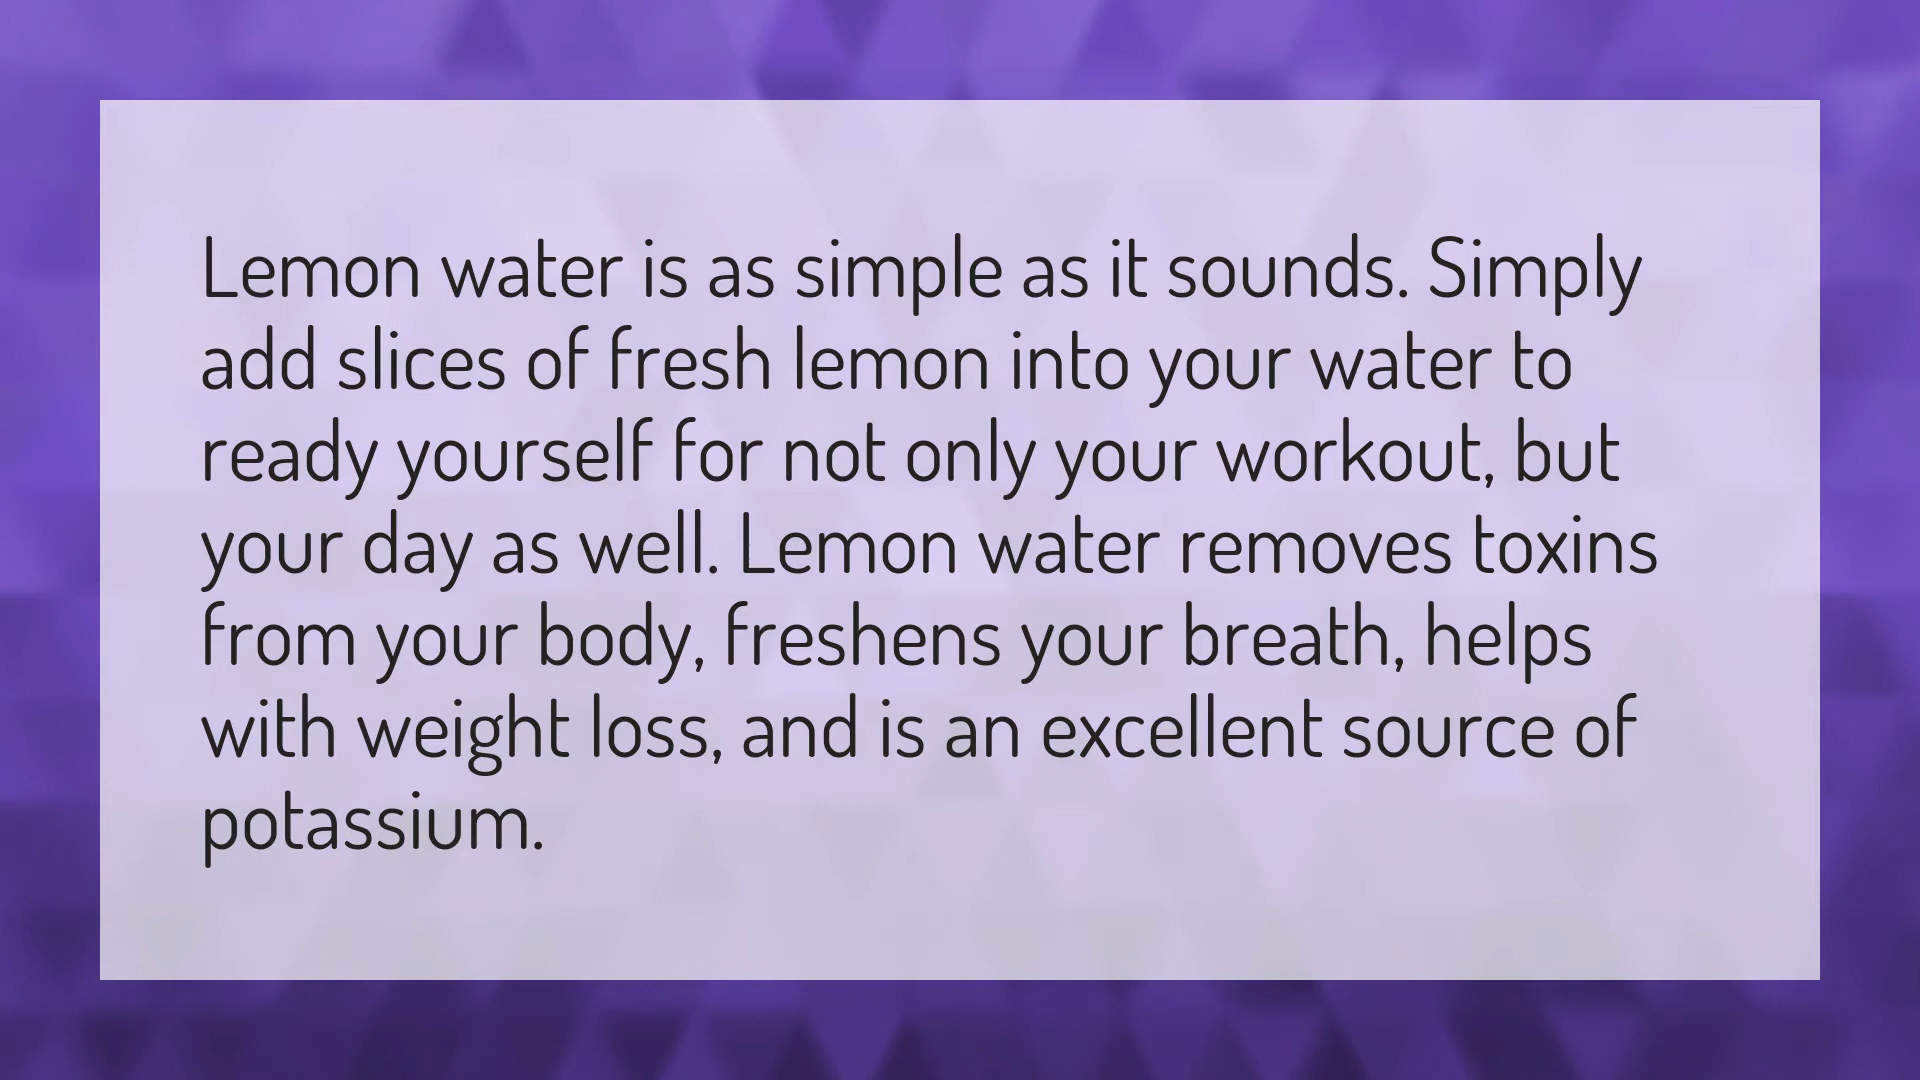 Lemon water is as simple as it sounds. Simply
add slices of fresh lemon into your water to
ready yourself for not only your workout, but
your day as well. Lemon water removes toxins
from your body, freshens your breath, helps
with weight loss, and is an excellent source of
potassium.